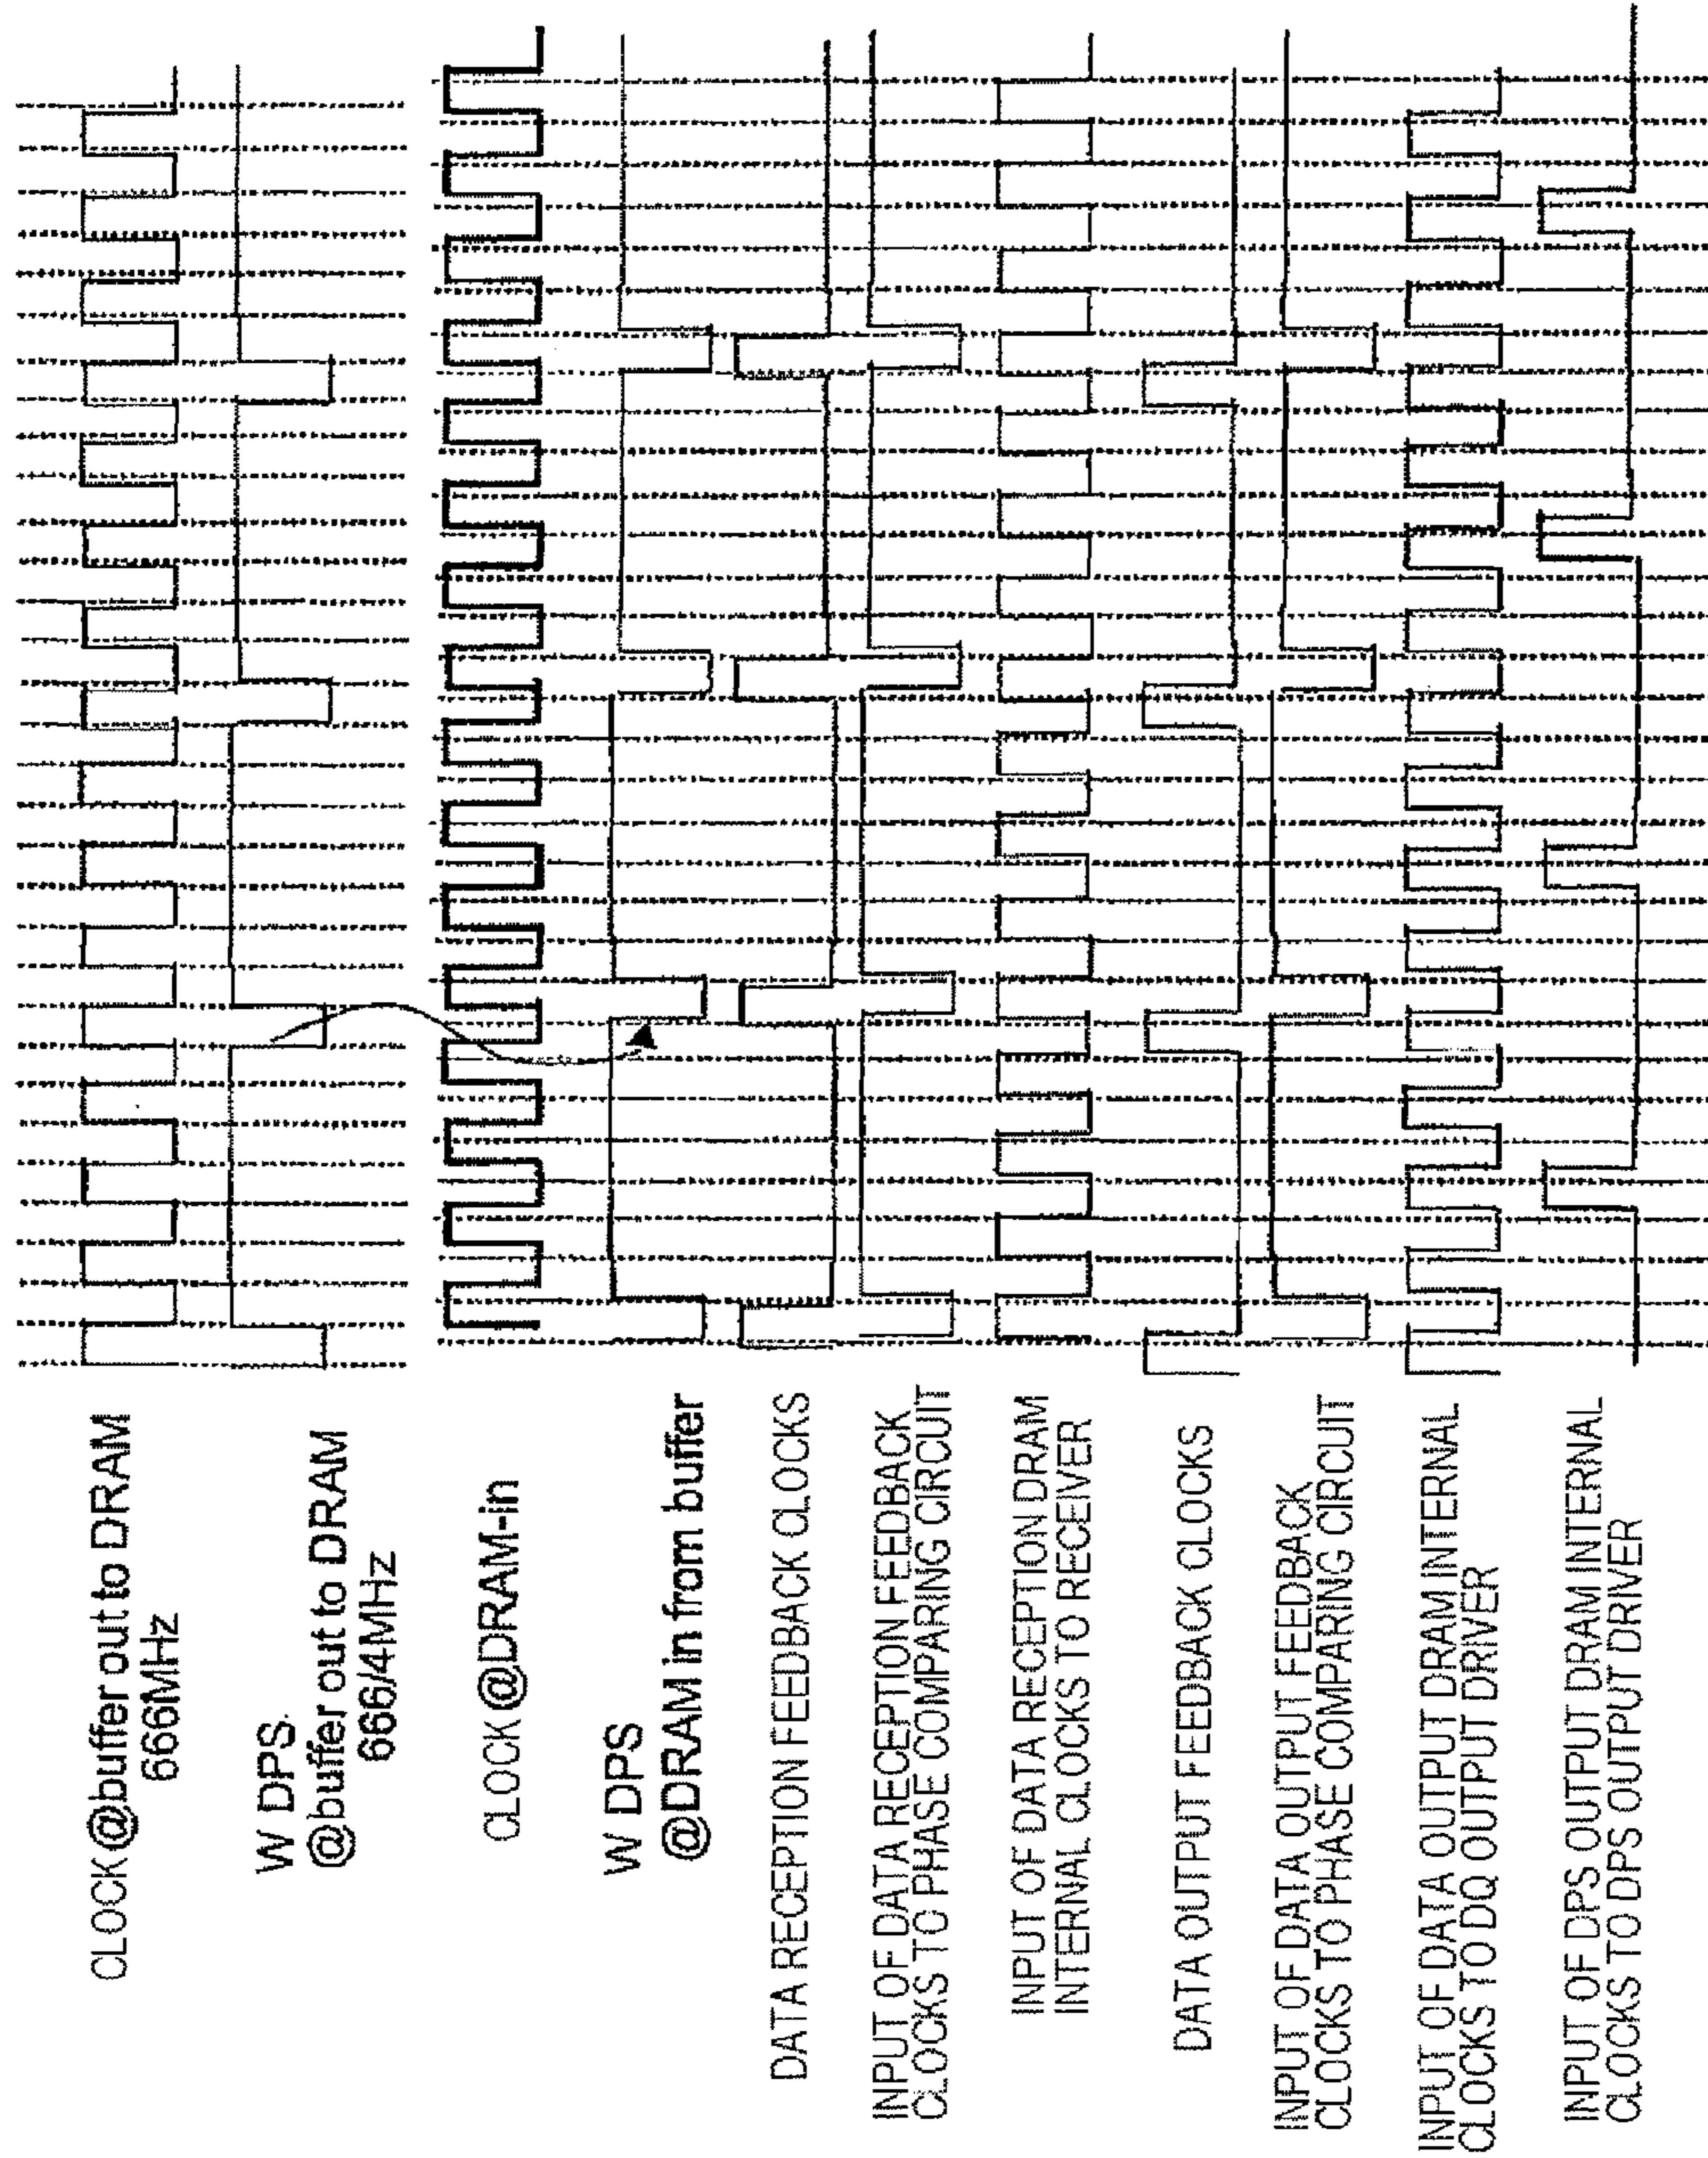 CLOCK@buffer out to DRAM
666MHz
W DPS
@buffer out to DRAM
666/4MHz
CLOCK@DRAM-in
W DPS
@DRAM in from buffer
DATA RECEPTION FEEDBACK CLOCKS
INPUT OF DATA RECEPTION FEEDBACK
CLOCKS TO PHASE COMPARING CIRCUIT
INPUT OF DATA RECEPTION DRAM
INTERNAL CLOCKS TO RECEIVER
DATA OUTPUT FEEDBACK CLOCKS
INPUT OF DATA OUTPUT FEEDBACK
CLOCKS TO PHASE COMPARING CIRCUIT
INPUT OF DATA OUTPUT DRAM INTERNAL
CLOCKS TO DQ OUTPUT DRIVER
INPUT OF DPS OUTPUT DRAM INTERNAL
CLOCKS TO DPS OUTPUT DRIVER